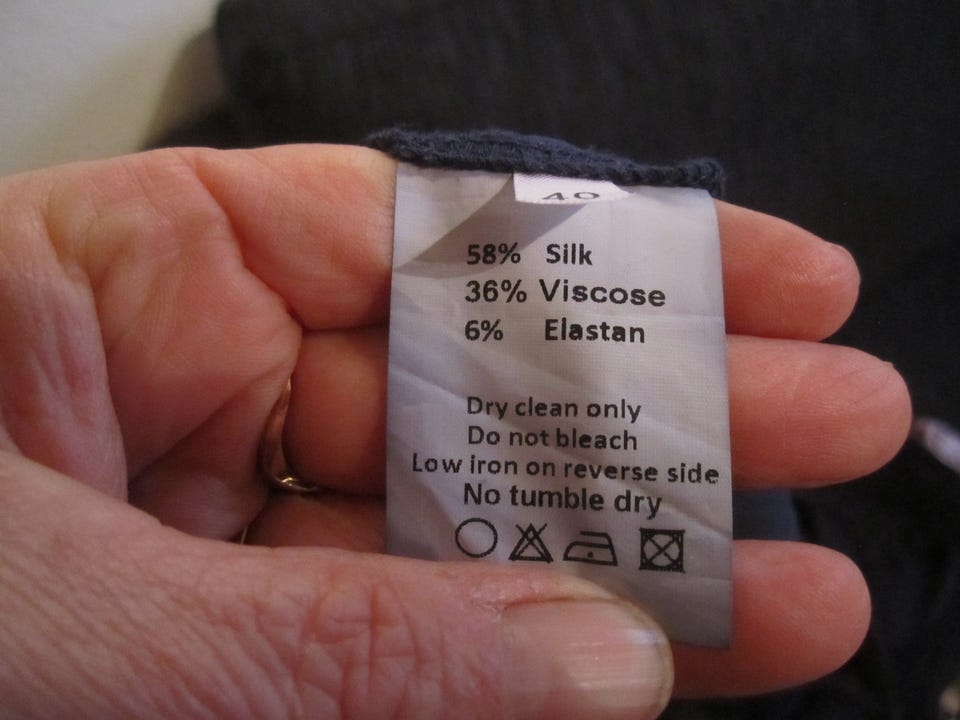 40
58% Silk
36% Viscose
6% Elastan
Dry clean only
Do not bleach
Low iron on reverse side
No tumble dry